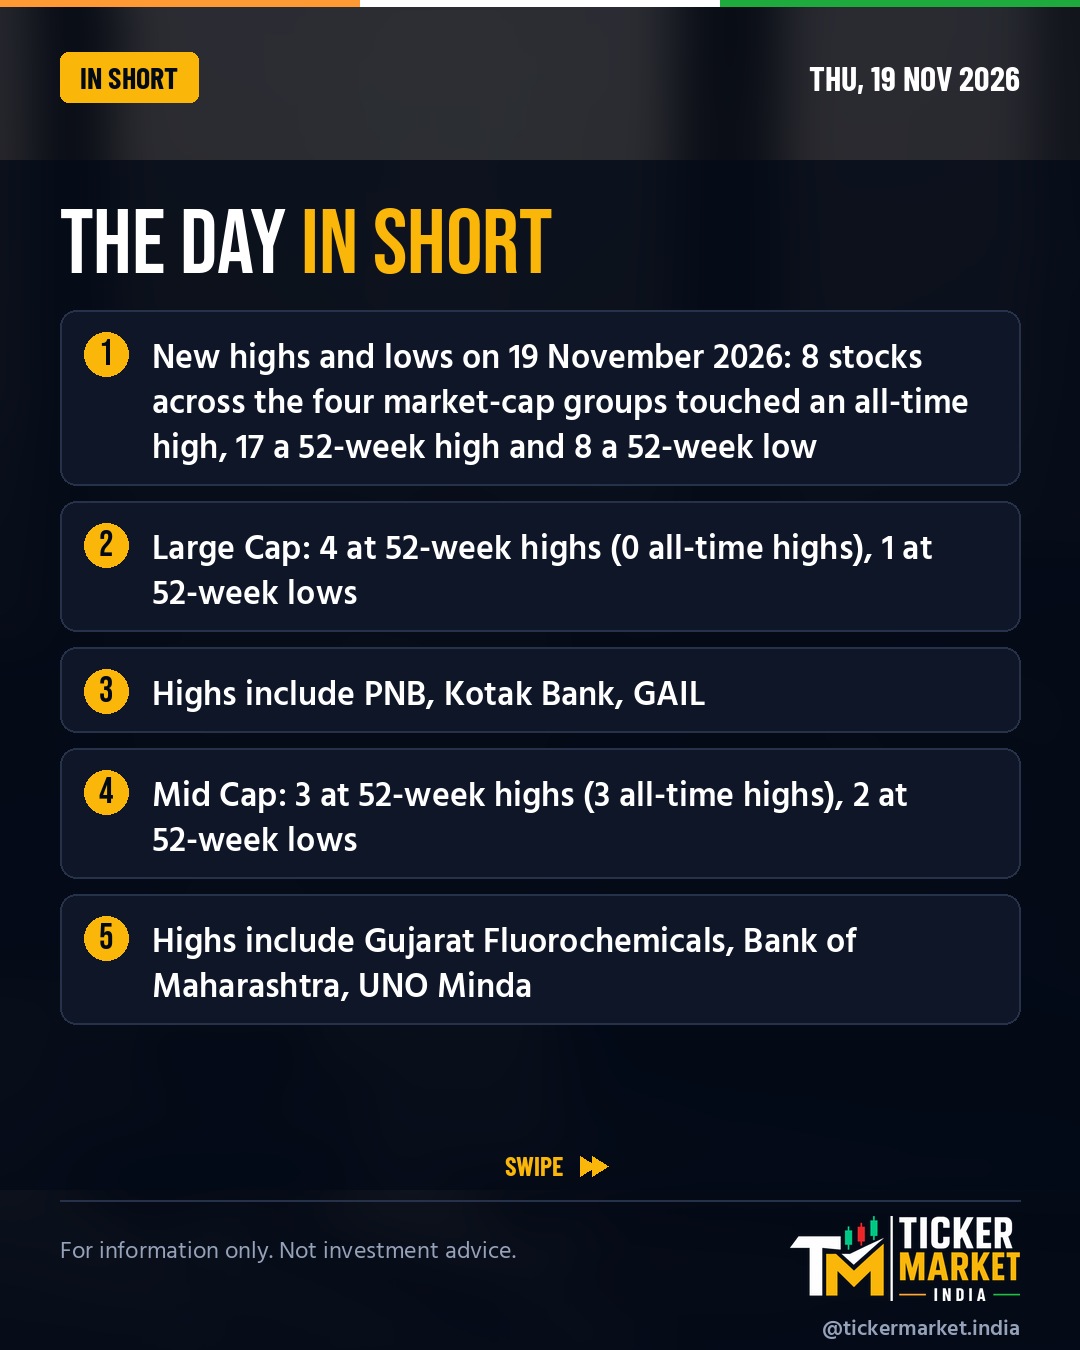 IN SHORT
THU, 19 NOV 2026
THE DAY IN SHORT
1
New highs and lows on 19 November 2026: 8 stocks
across the four market-cap groups touched an all-time
high, 17 a 52-week high and 8 a 52-week low
2
Large Cap: 4 at 52-week highs (0 all-time highs), 1 at
52-week lows
3
Highs include PNB, Kotak Bank, GAIL
4
Mid Cap: 3 at 52-week highs (3 all-time highs), 2 at
52-week lows
5
Highs include Gujarat Fluorochemicals, Bank of
Maharashtra, UNO Minda
SWIPE
For information only. Not investment advice.
TM
TICKER
MARKET
INDIA
@tickermarket.india